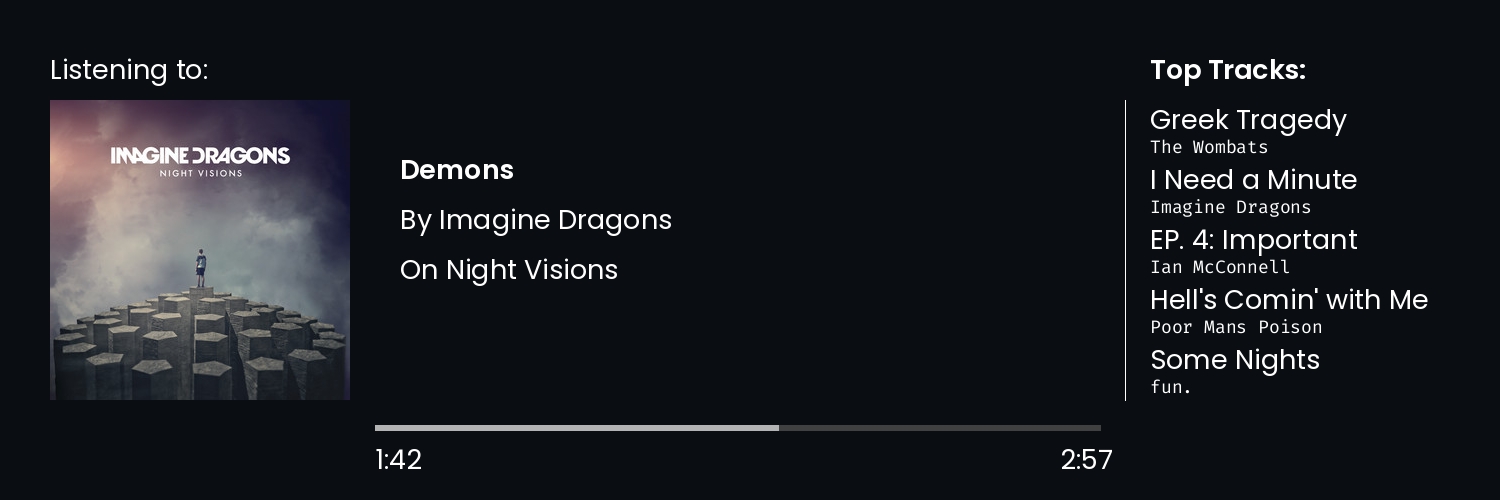 Listening to:
IMAGINE DRAGONS
NIGHT VISIONS
Demons
By Imagine Dragons
On Night Visions
1:42
2:57
Top Tracks:
Greek Tragedy
The Wombats
I Need a Minute
Imagine Dragons
EP. 4: Important
Ian McConnell
Hell's Comin' with Me
Poor Mans Poison
Some Nights
fun.